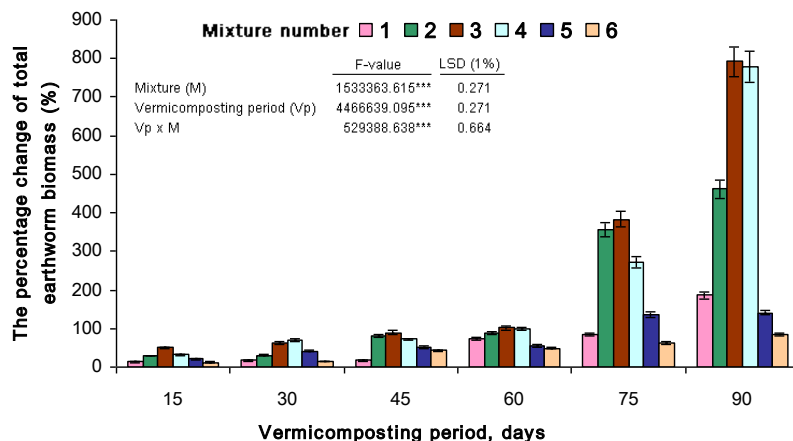 The percentage change of total
earthworm biomass (%)
900
800
700
600
500
400
300
200
100
0
Mixture number 1 2 3 4 5 6
F-value LSD (1%)
Mixture (M) 1533363.615*** 0.271
Vermicomposting period (Vp) 4466639.095*** 0.271
Vp x M 529388.638*** 0.664
15 30 45 60 75 90
Vermicomposting period, days